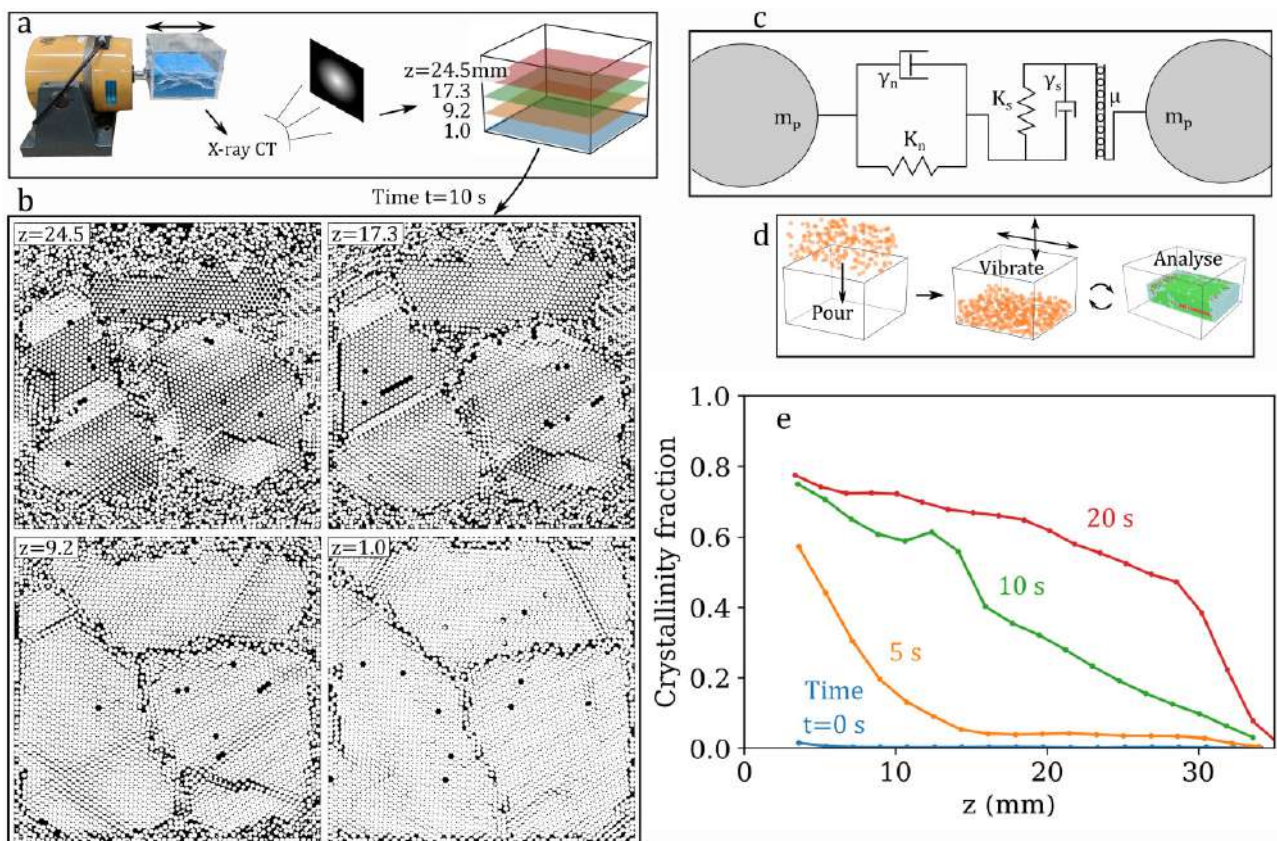 a
z=24.5mm
17.3
9.2
1.0
X-ray CT
Time t=10 s
b
z=24.5
z=17.3
z=9.2
z=1.0
c
γn
Kn
Ks
γs
μ
mp
mp
d
Pour
Vibrate
Analyse
e
Crystallinity fraction
1.0
0.8
0.6
0.4
0.2
0.0
20 s
10 s
5 s
Time
t=0 s
0
10
20
30
z (mm)